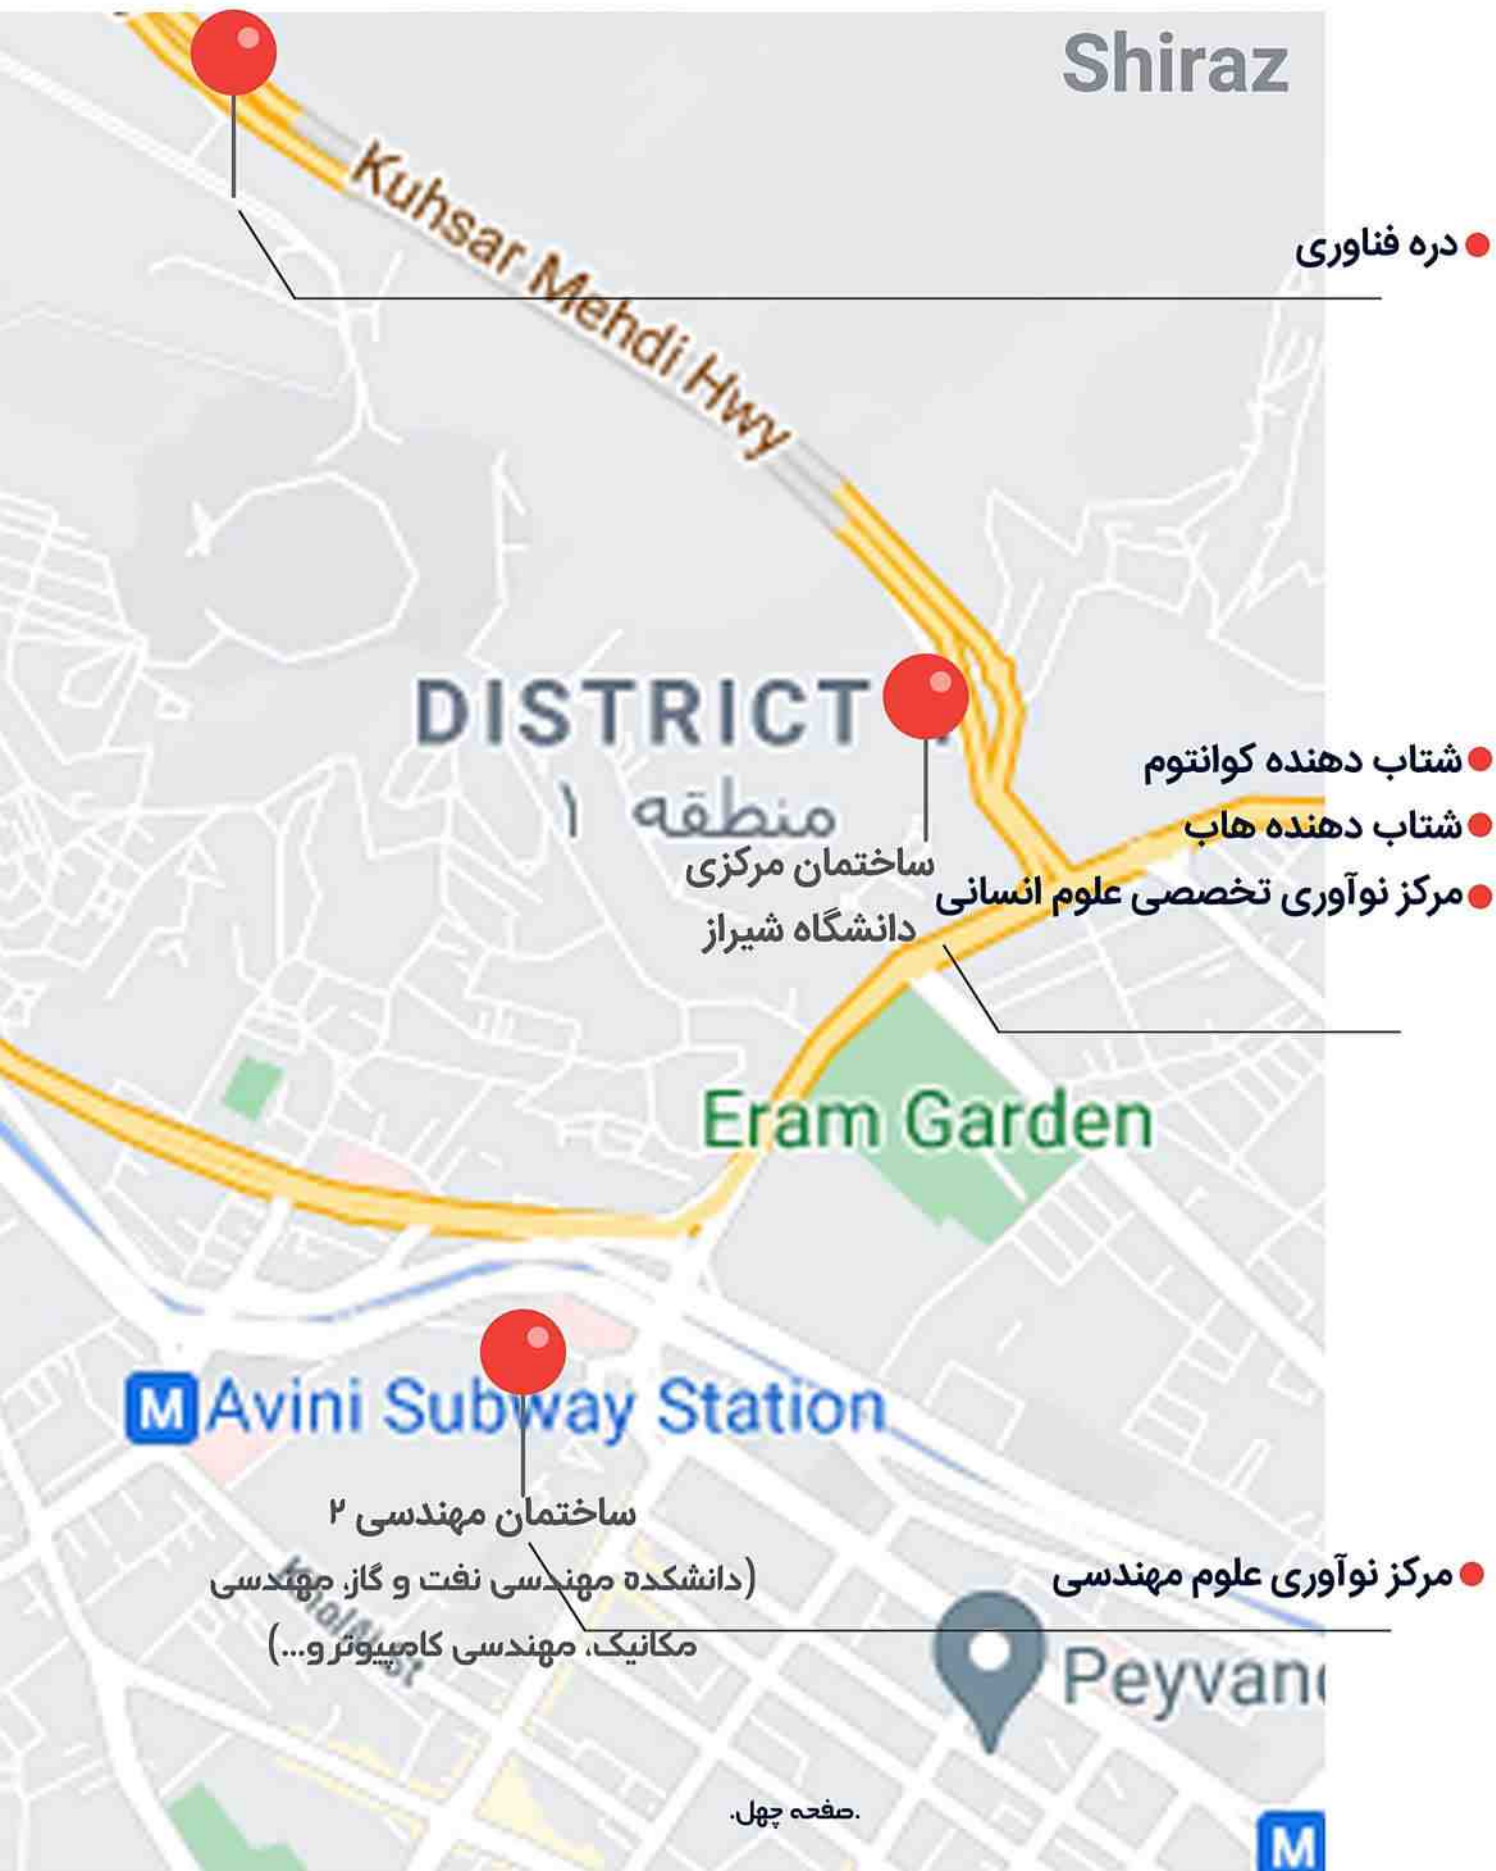 Shiraz
Kuhsar Mehdi Hwy
دره فناوری
DISTRICT
منطقه ۱
شتاب دهنده کوانتوم
شتاب دهنده هاب
مرکز نوآوری تخصصی علوم انسانی
ساختمان مرکزی
دانشگاه شیراز
Eram Garden
M Avini Subway Station
ساختمان مهندسی ۲
(دانشکده مهندسی نفت و گاز، مهندسی
مکانیک، مهندسی کامپیوتر و...)
مرکز نوآوری علوم مهندسی
Peyvan
.صفحه چهل.
M